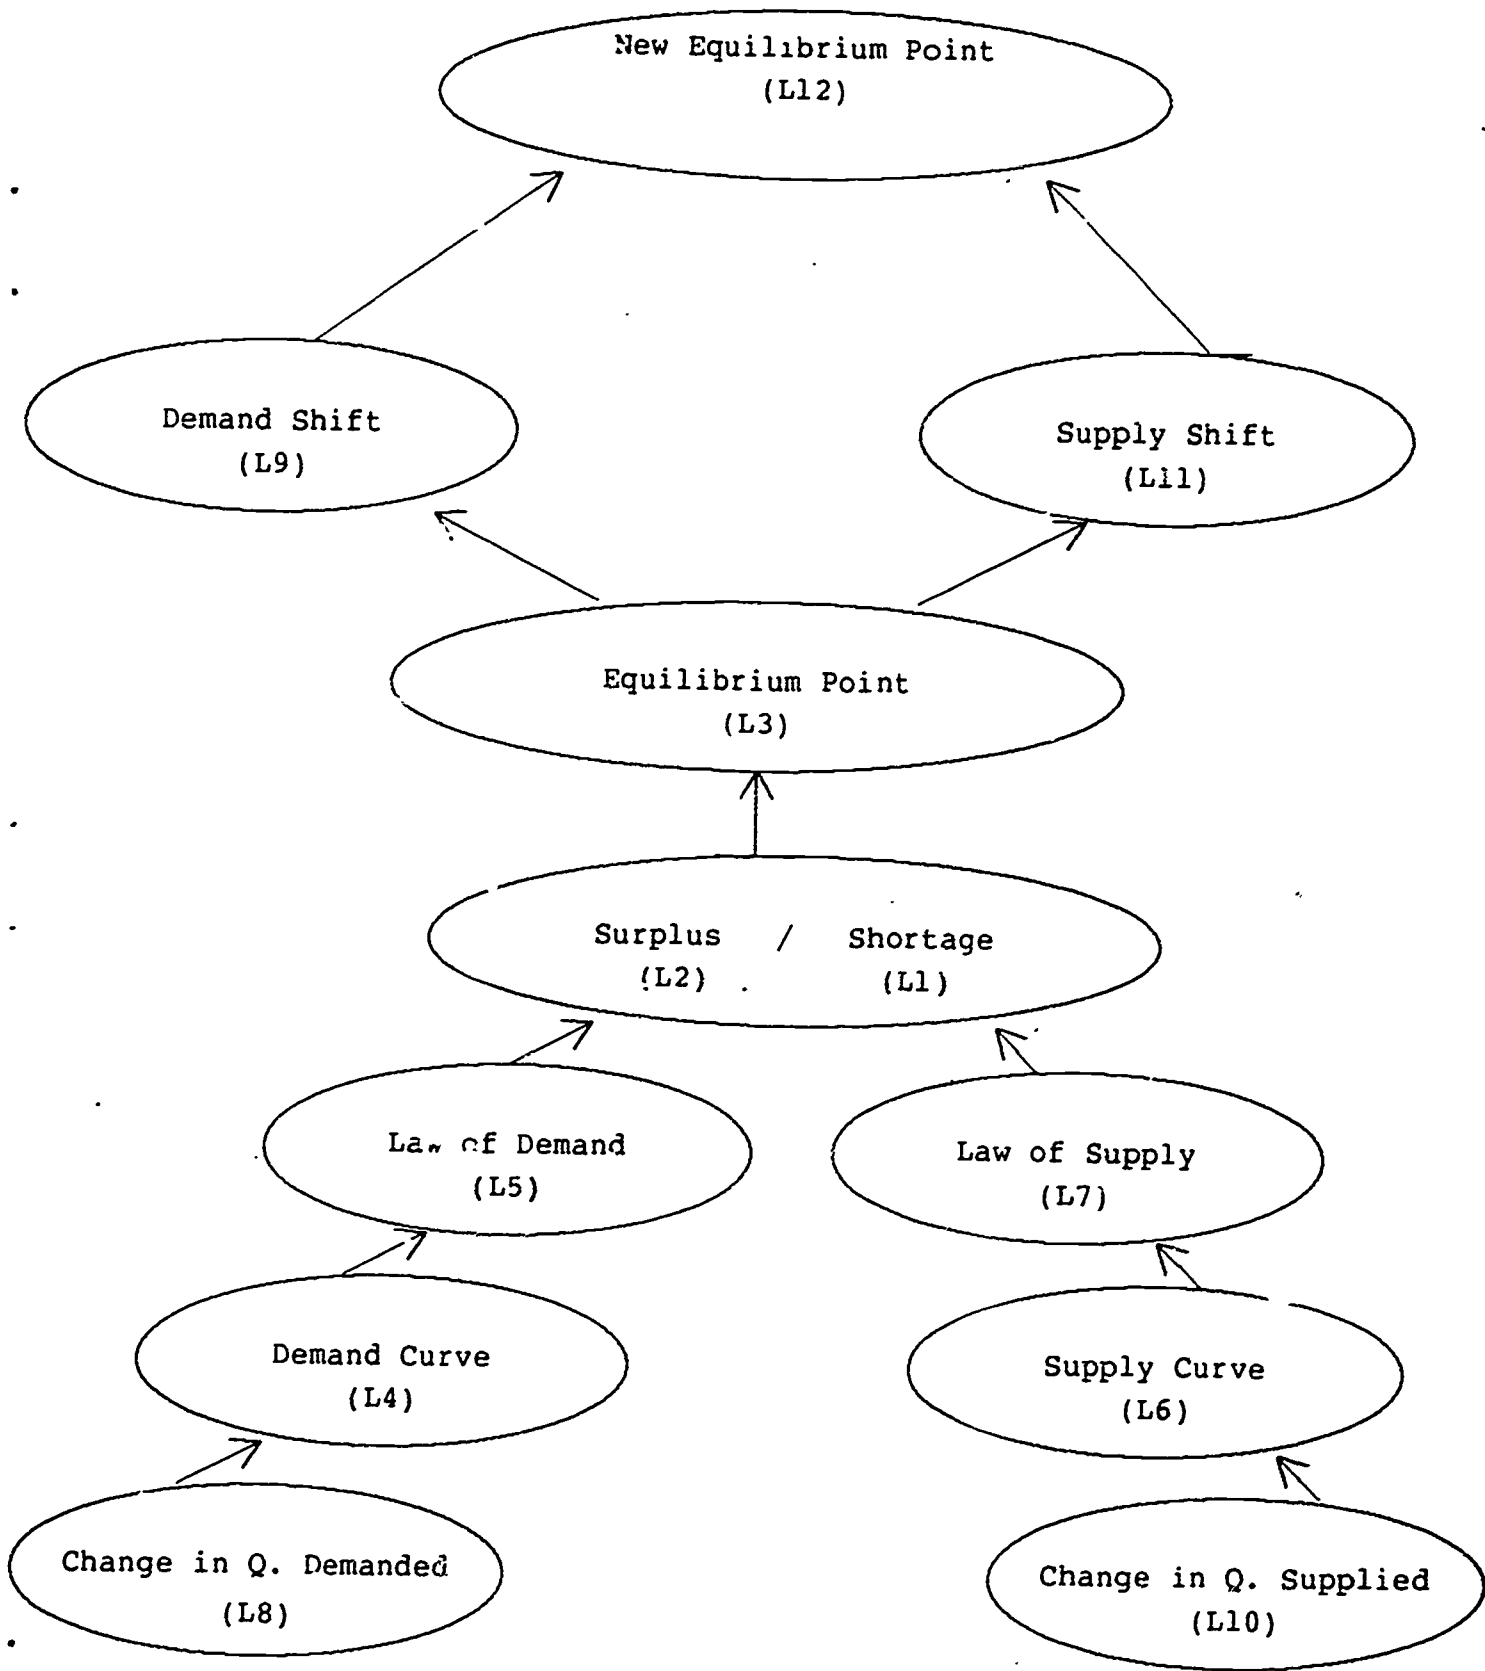 New Equilibrium Point
(L12)
Demand Shift
(L9)
Supply Shift
(L11)
Equilibrium Point
(L3)
Surplus / Shortage
(L2) (L1)
Law of Demand
(L5)
Law of Supply
(L7)
Demand Curve
(L4)
Supply Curve
(L6)
Change in Q. Demanded
(L8)
Change in Q. Supplied
(L10)